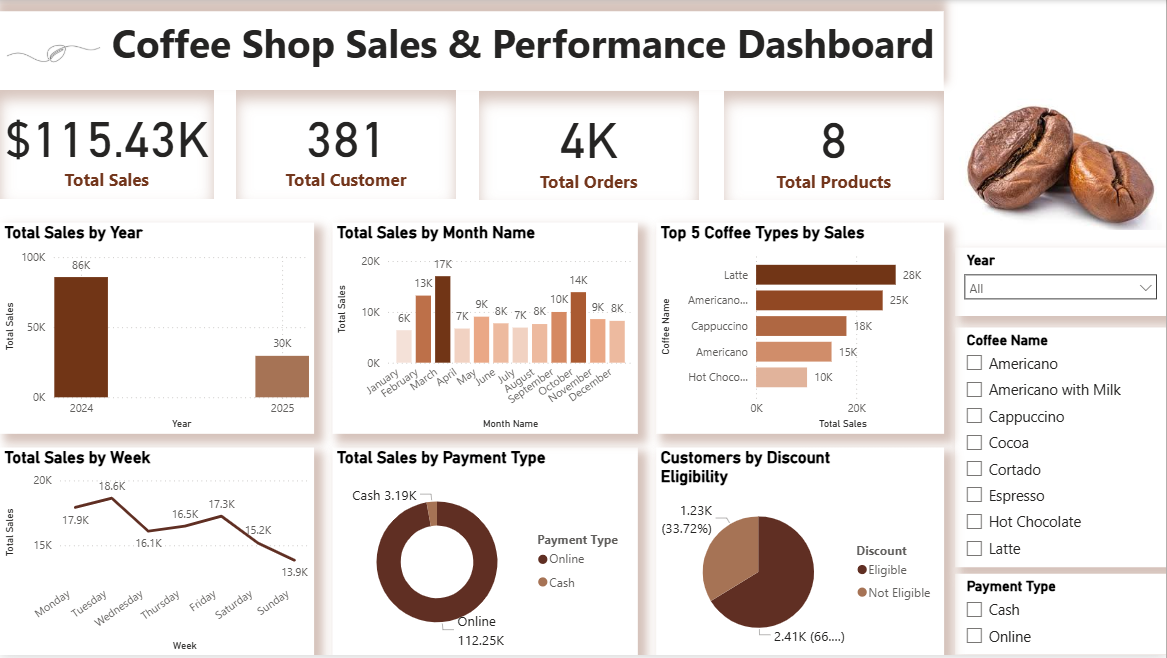 Coffee Shop Sales & Performance Dashboard
$115.43K
Total Sales
381
Total Customer
4K
Total Orders
8
Total Products
Total Sales by Year
Total Sales
100K
50K
0K
86K
30K
2024
2025
Year
Total Sales by Month Name
Total Sales
20K
10K
0K
6K
13K
17K
7K
9K
8K
7K
8K
10K
14K
9K
8K
January
February
March
April
May
June
July
August
September
October
November
December
Month Name
Top 5 Coffee Types by Sales
Coffee Name
Latte
28K
Americano...
25K
Cappuccino
18K
Americano
15K
Hot Choco...
10K
0K
20K
Total Sales
Total Sales by Week
Total Sales
20K
15K
17.9K
18.6K
16.1K
16.5K
17.3K
15.2K
13.9K
Monday
Tuesday
Wednesday
Thursday
Friday
Saturday
Sunday
Week
Total Sales by Payment Type
Cash 3.19K
Online
112.25K
Payment Type
Online
Cash
Customers by Discount
Eligibility
1.23K
(33.72%)
2.41K (66....)
Discount
Eligible
Not Eligible
Year
All
Coffee Name
Americano
Americano with Milk
Cappuccino
Cocoa
Cortado
Espresso
Hot Chocolate
Latte
Payment Type
Cash
Online